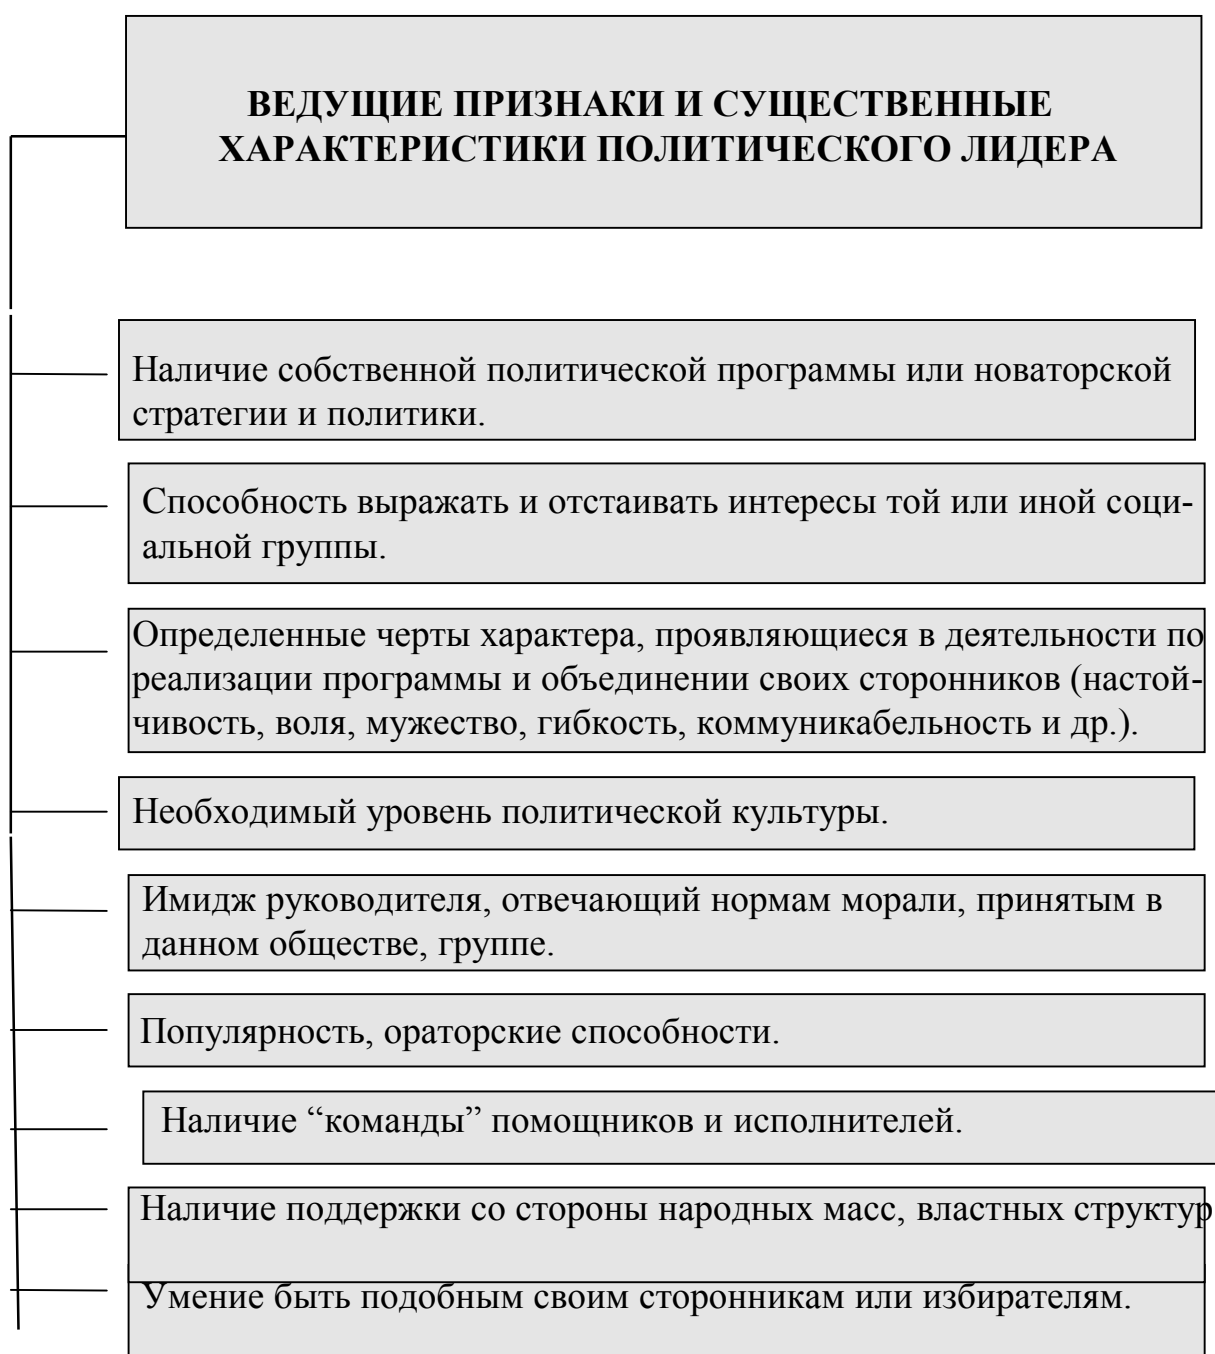 ВЕДУЩИЕ ПРИЗНАКИ И СУЩЕСТВЕННЫЕ
ХАРАКТЕРИСТИКИ ПОЛИТИЧЕСКОГО ЛИДЕРА
Наличие собственной политической программы или новаторской
стратегии и политики.
Способность выражать и отстаивать интересы той или иной соци-
альной группы.
Определенные черты характера, проявляющиеся в деятельности по
реализации программы и объединении своих сторонников (настой-
чивость, воля, мужество, гибкость, коммуникабельность и др.).
Необходимый уровень политической культуры.
Имидж руководителя, отвечающий нормам морали, принятым в
данном обществе, группе.
Популярность, ораторские способности.
Наличие “команды” помощников и исполнителей.
Наличие поддержки со стороны народных масс, властных структур
Умение быть подобным своим сторонникам или избирателям.